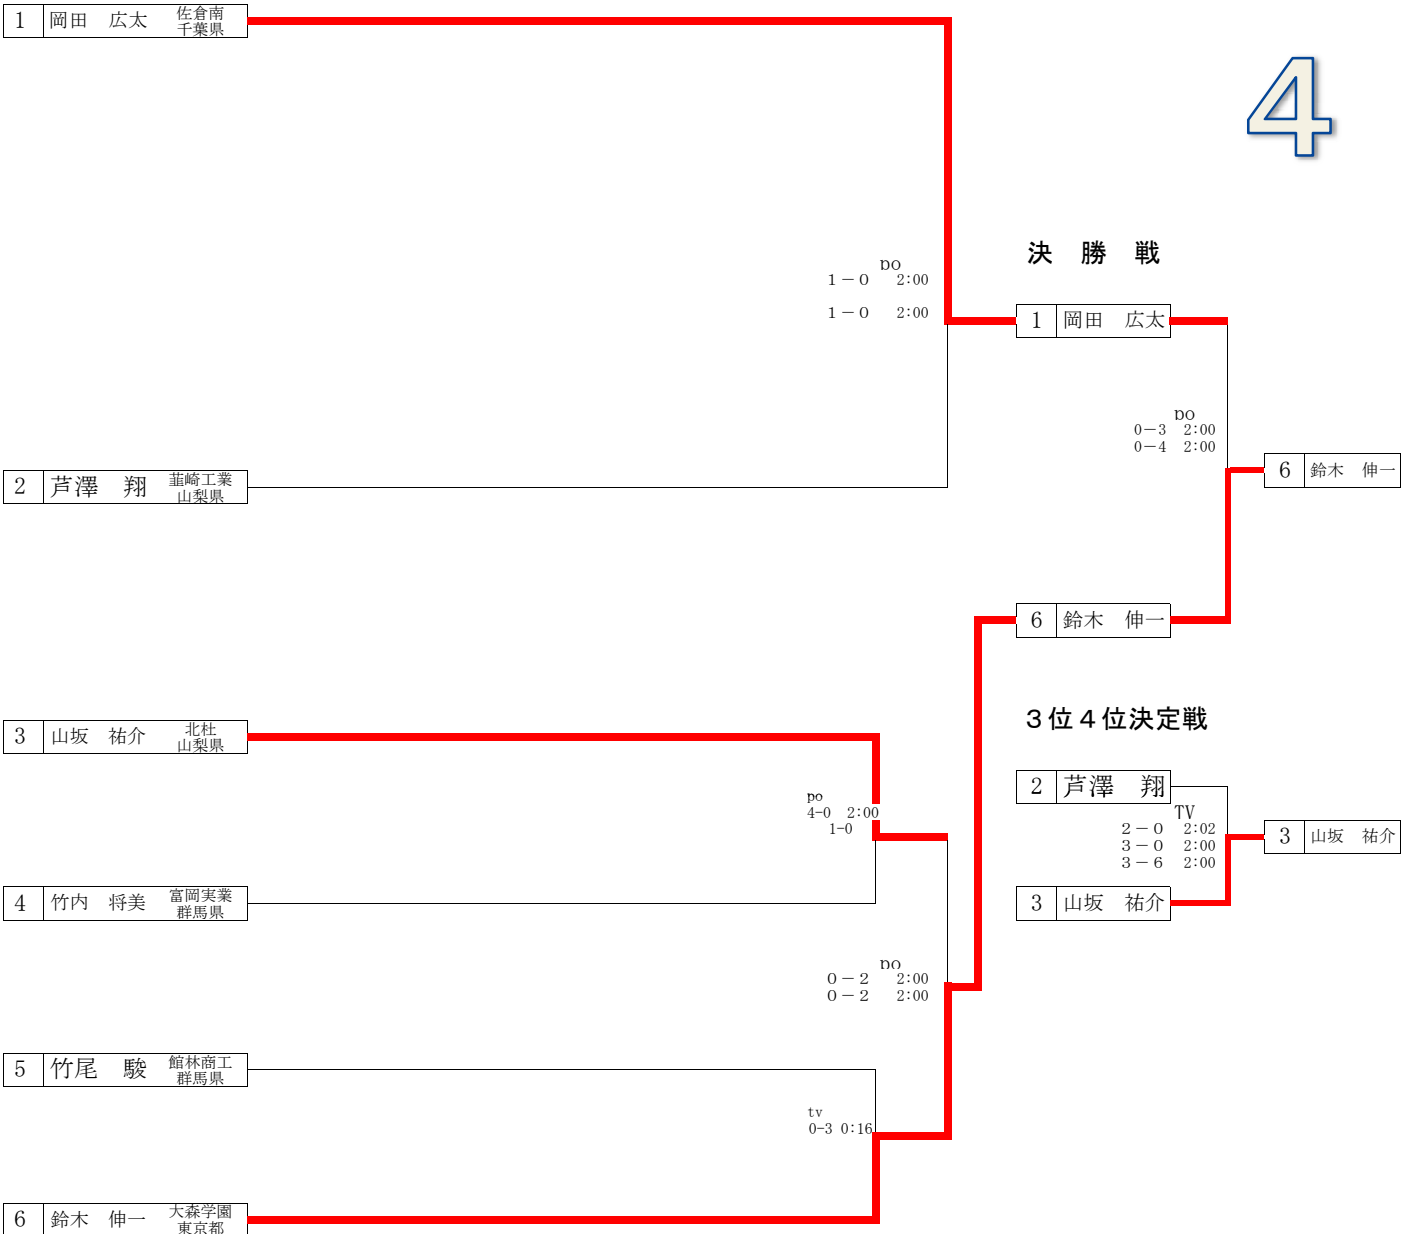 1 岡田 広太 佐倉南
千葉県
4
決 勝 戦
po
1－0 2:00
1－0 2:00
1 岡田 広太
po
0－3 2:00
0－4 2:00
6 鈴木 伸一
2 芦澤 翔 韮崎工業
山梨県
6 鈴木 伸一
3位4位決定戦
3 山坂 祐介 北杜
山梨県
2 芦澤 翔
po
4-0 2:00
1-0
TV
2－0 2:02
3－0 2:00
3－6 2:00
3 山坂 祐介
4 竹内 将美 富岡実業
群馬県
3 山坂 祐介
po
0－2 2:00
0－2 2:00
5 竹尾 駿 館林商工
群馬県
tv
0-3 0:16
6 鈴木 伸一 大森学園
東京都